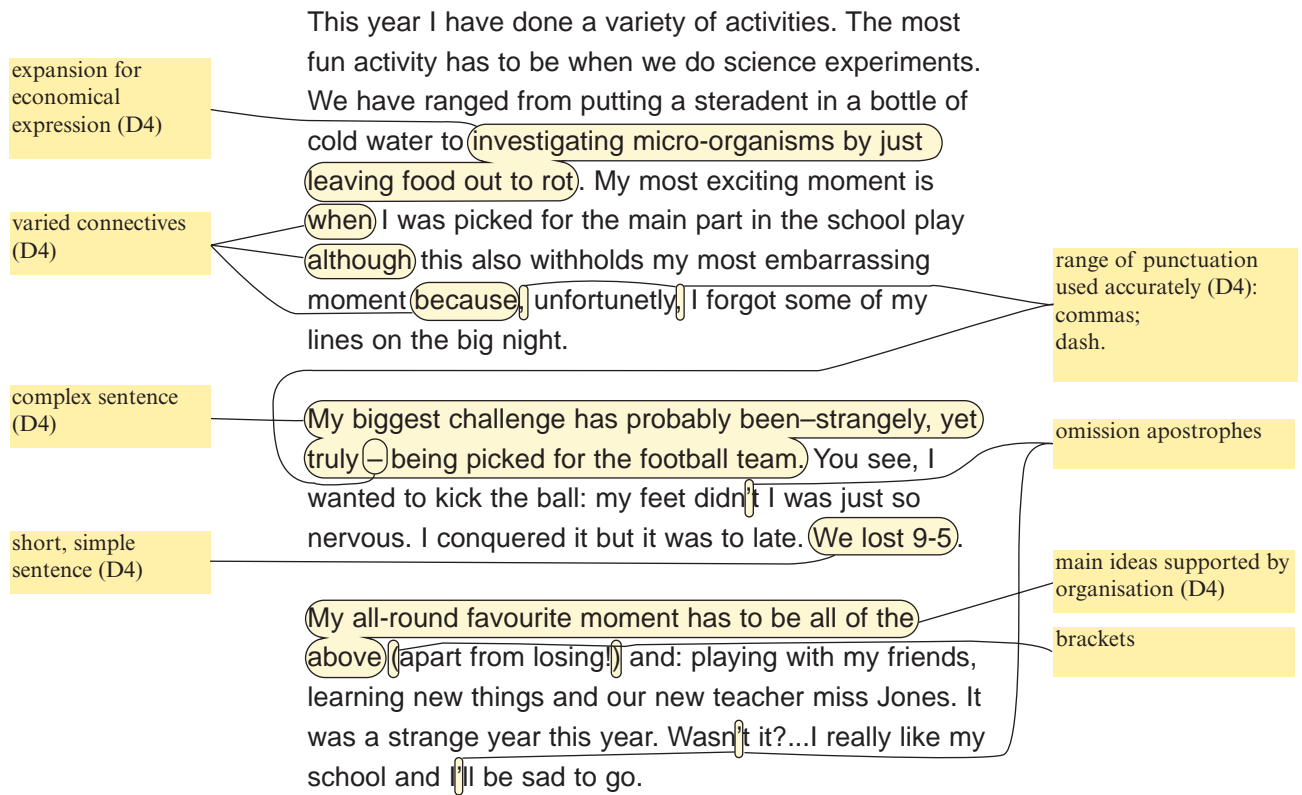 This year I have done a variety of activities. The most
fun activity has to be when we do science experiments.
We have ranged from putting a steradent in a bottle of
cold water to investigating micro-organisms by just
leaving food out to rot. My most exciting moment is
when I was picked for the main part in the school play
although this also withholds my most embarrassing
moment because, unfortunetly, I forgot some of my
lines on the big night.
My biggest challenge has probably been–strangely, yet
truly – being picked for the football team. You see, I
wanted to kick the ball: my feet didn't I was just so
nervous. I conquered it but it was to late. We lost 9-5.
My all-round favourite moment has to be all of the
above (apart from losing!) and: playing with my friends,
learning new things and our new teacher miss Jones. It
was a strange year this year. Wasn't it?...I really like my
school and I'll be sad to go.
expansion for
economical
expression (D4)
varied connectives
(D4)
complex sentence
(D4)
short, simple
sentence (D4)
range of punctuation
used accurately (D4):
commas;
dash.
omission apostrophes
main ideas supported by
organisation (D4)
brackets